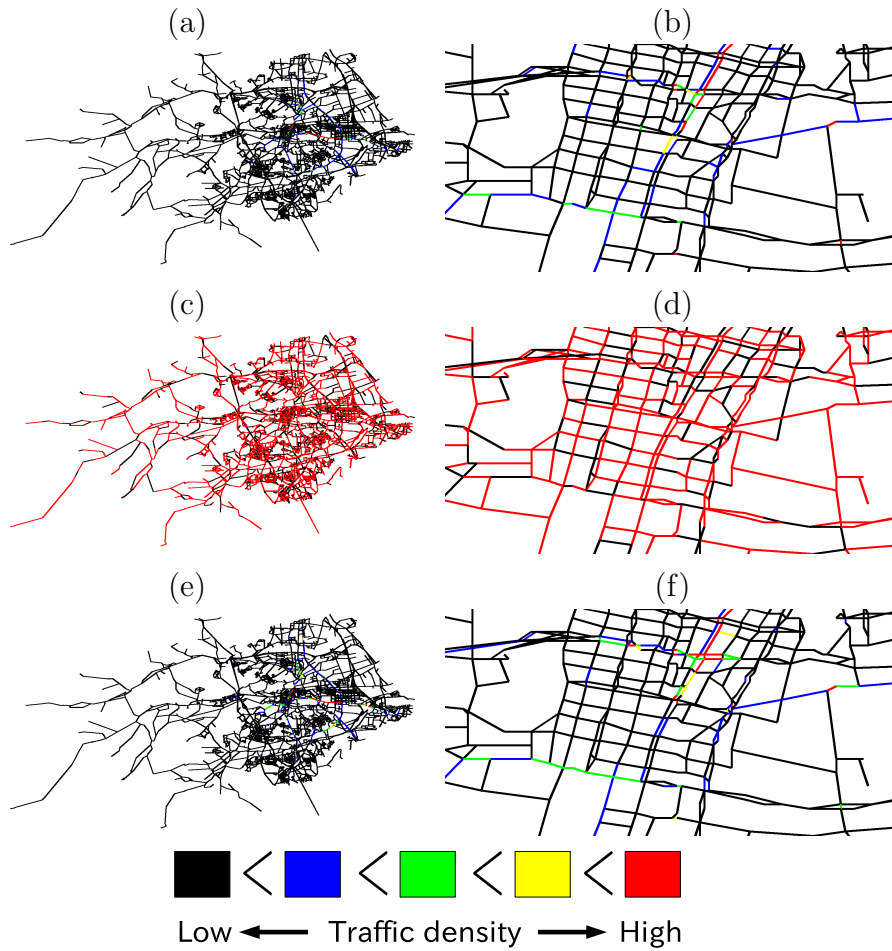 (a) (b)
(c) (d)
(e) (f)
< < < <
Low Traffic density High